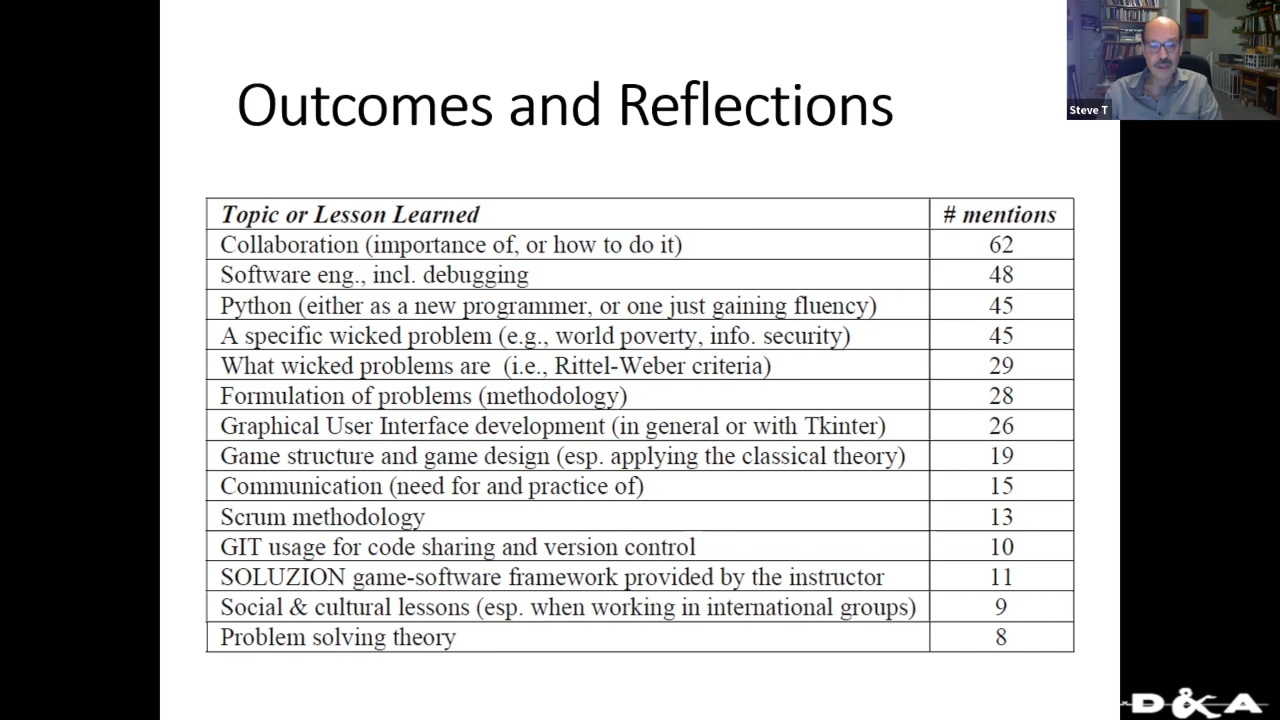 Steve T
Outcomes and Reflections
Topic or Lesson Learned # mentions
Collaboration (importance of, or how to do it) 62
Software eng., incl. debugging 48
Python (either as a new programmer, or one just gaining fluency) 45
A specific wicked problem (e.g., world poverty, info. security) 45
What wicked problems are (i.e., Rittel-Weber criteria) 29
Formulation of problems (methodology) 28
Graphical User Interface development (in general or with Tkinter) 26
Game structure and game design (esp. applying the classical theory) 19
Communication (need for and practice of) 15
Scrum methodology 13
GIT usage for code sharing and version control 10
SOLUZION game-software framework provided by the instructor 11
Social & cultural lessons (esp. when working in international groups) 9
Problem solving theory 8
D&A